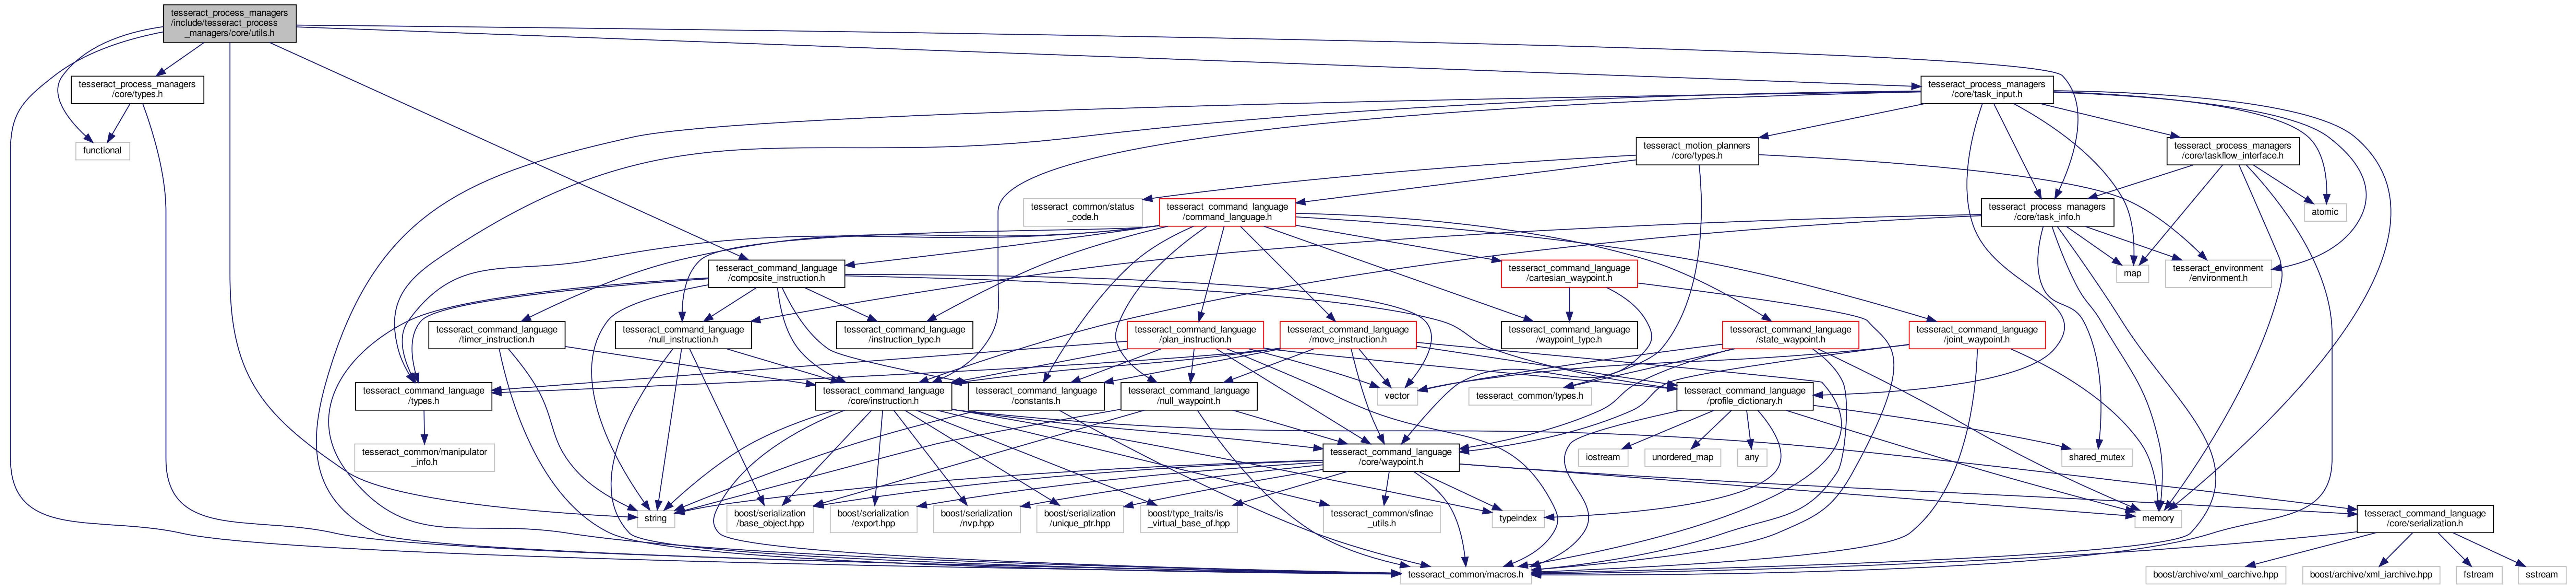 tesseract_process_managers
/include/tesseract_process
_managers/core/utils.h
tesseract_process_managers
/core/types.h
tesseract_process_managers
/core/task_input.h
functional
tesseract_motion_planners
/core/types.h
tesseract_process_managers
/core/taskflow_interface.h
tesseract_common/status
_code.h
tesseract_command_language
/command_language.h
tesseract_process_managers
/core/task_info.h
atomic
tesseract_command_language
/composite_instruction.h
tesseract_command_language
/cartesian_waypoint.h
map
tesseract_environment
/environment.h
tesseract_command_language
/timer_instruction.h
tesseract_command_language
/null_instruction.h
tesseract_command_language
/instruction_type.h
tesseract_command_language
/plan_instruction.h
tesseract_command_language
/move_instruction.h
tesseract_command_language
/waypoint_type.h
tesseract_command_language
/state_waypoint.h
tesseract_command_language
/joint_waypoint.h
tesseract_command_language
/types.h
tesseract_command_language
/core/instruction.h
tesseract_command_language
/constants.h
tesseract_command_language
/null_waypoint.h
vector
tesseract_common/types.h
tesseract_command_language
/profile_dictionary.h
tesseract_common/manipulator
_info.h
tesseract_command_language
/core/waypoint.h
iostream
unordered_map
any
shared_mutex
string
boost/serialization
/base_object.hpp
boost/serialization
/export.hpp
boost/serialization
/nvp.hpp
boost/serialization
/unique_ptr.hpp
boost/type_traits/is
_virtual_base_of.hpp
tesseract_common/sfinae
_utils.h
typeindex
memory
tesseract_command_language
/core/serialization.h
tesseract_common/macros.h
boost/archive/xml_oarchive.hpp
boost/archive/xml_iarchive.hpp
fstream
sstream